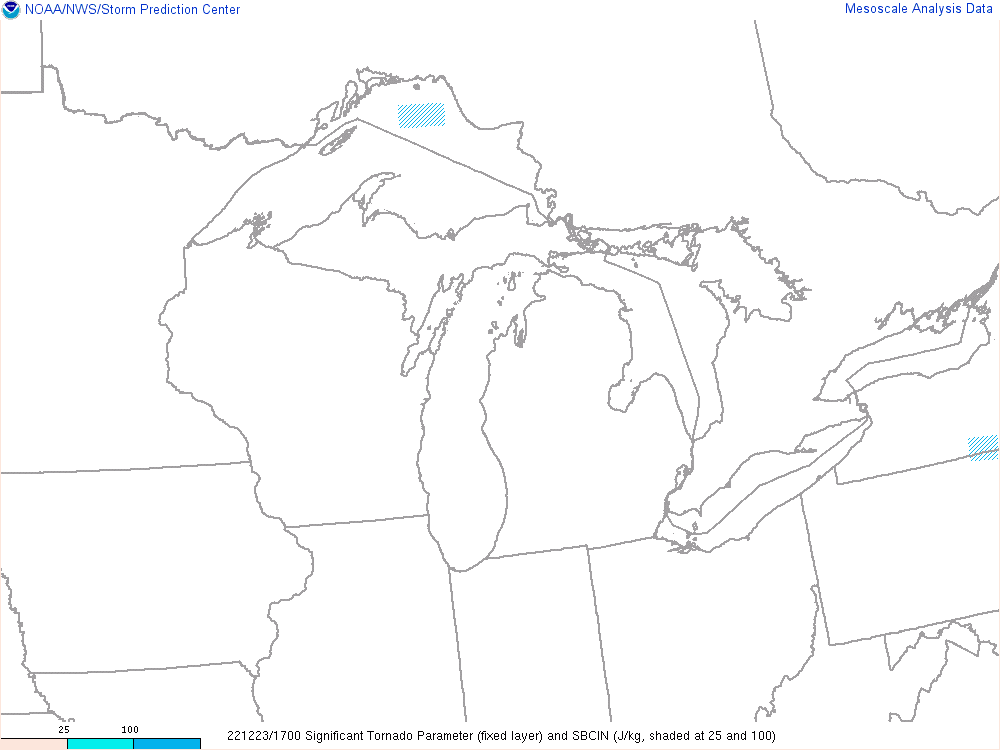 NOAA/NWS/Storm Prediction Center
Mesoscale Analysis Data
25 100
221223/1700 Significant Tornado Parameter (fixed layer) and SBCIN (J/kg, shaded at 25 and 100)